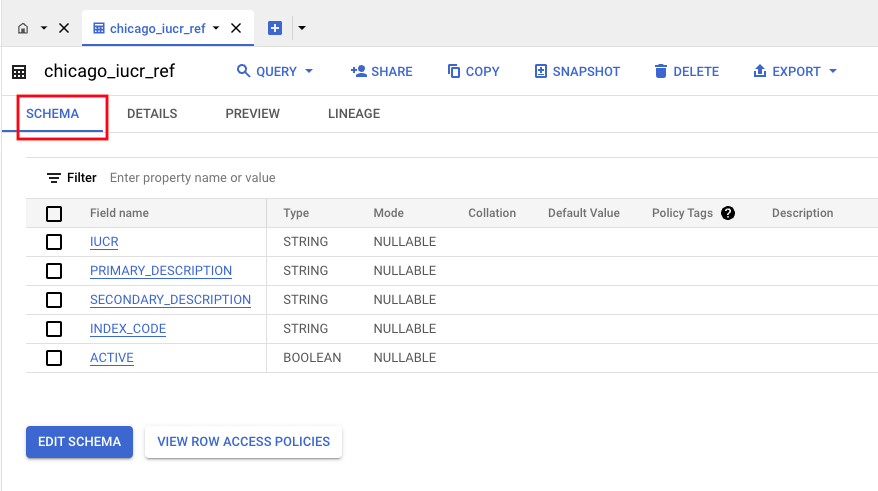 chicago_iucr_ref
chicago_iucr_ref QUERY SHARE COPY SNAPSHOT DELETE EXPORT
SCHEMA DETAILS PREVIEW LINEAGE
Filter Enter property name or value
Field name Type Mode Collation Default Value Policy Tags ? Description
IUCR STRING NULLABLE
PRIMARY_DESCRIPTION STRING NULLABLE
SECONDARY_DESCRIPTION STRING NULLABLE
INDEX_CODE STRING NULLABLE
ACTIVE BOOLEAN NULLABLE
EDIT SCHEMA VIEW ROW ACCESS POLICIES